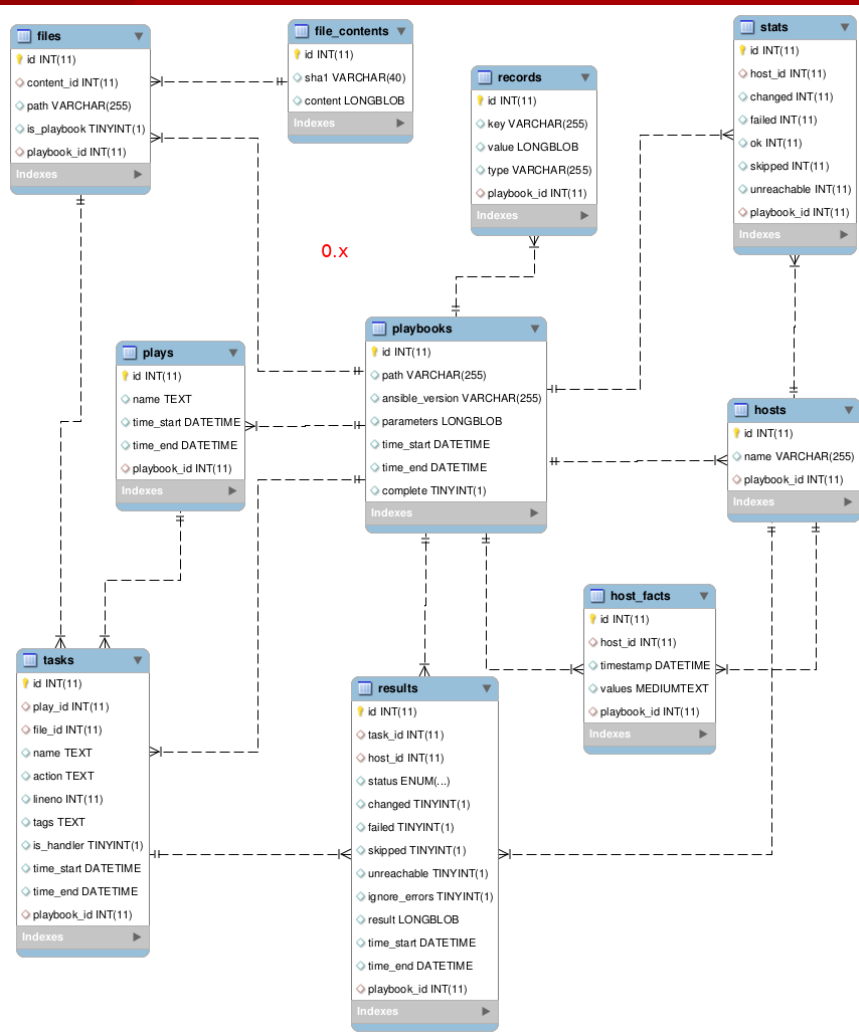 files
id INT(11)
content_id INT(11)
path VARCHAR(255)
is_playbook TINYINT(1)
playbook_id INT(11)
Indexes
file_contents
id INT(11)
sha1 VARCHAR(40)
content LONGBLOB
Indexes
records
id INT(11)
key VARCHAR(255)
value LONGBLOB
type VARCHAR(255)
playbook_id INT(11)
Indexes
stats
id INT(11)
host_id INT(11)
changed INT(11)
failed INT(11)
ok INT(11)
skipped INT(11)
unreachable INT(11)
playbook_id INT(11)
Indexes
0.x
plays
id INT(11)
name TEXT
time_start DATETIME
time_end DATETIME
playbook_id INT(11)
Indexes
playbooks
id INT(11)
path VARCHAR(255)
ansible_version VARCHAR(255)
parameters LONGBLOB
time_start DATETIME
time_end DATETIME
complete TINYINT(1)
Indexes
hosts
id INT(11)
name VARCHAR(255)
playbook_id INT(11)
Indexes
host_facts
id INT(11)
host_id INT(11)
timestamp DATETIME
values MEDIUMTEXT
playbook_id INT(11)
Indexes
tasks
id INT(11)
play_id INT(11)
file_id INT(11)
name TEXT
action TEXT
lineno INT(11)
tags TEXT
is_handler TINYINT(1)
time_start DATETIME
time_end DATETIME
playbook_id INT(11)
Indexes
results
id INT(11)
task_id INT(11)
host_id INT(11)
status ENUM(...)
changed TINYINT(1)
failed TINYINT(1)
skipped TINYINT(1)
unreachable TINYINT(1)
ignore_errors TINYINT(1)
result LONGBLOB
time_start DATETIME
time_end DATETIME
playbook_id INT(11)
Indexes